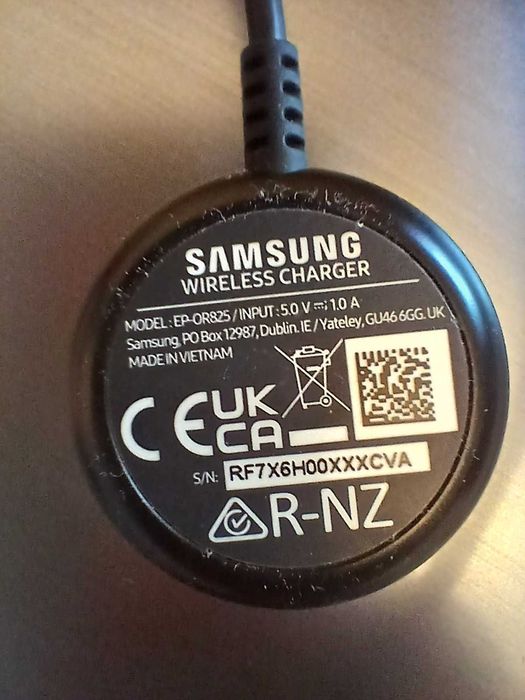 SAMSUNG
WIRELESS CHARGER
MODEL : EP-OR825 / INPUT : 5.0 V ⎓ 1.0 A
Samsung, PO Box 12987, Dublin. IE / Yateley, GU46 6GG. UK
MADE IN VIETNAM
CE UK CA
S/N: RF7X6H00XXXCVA
R-NZ